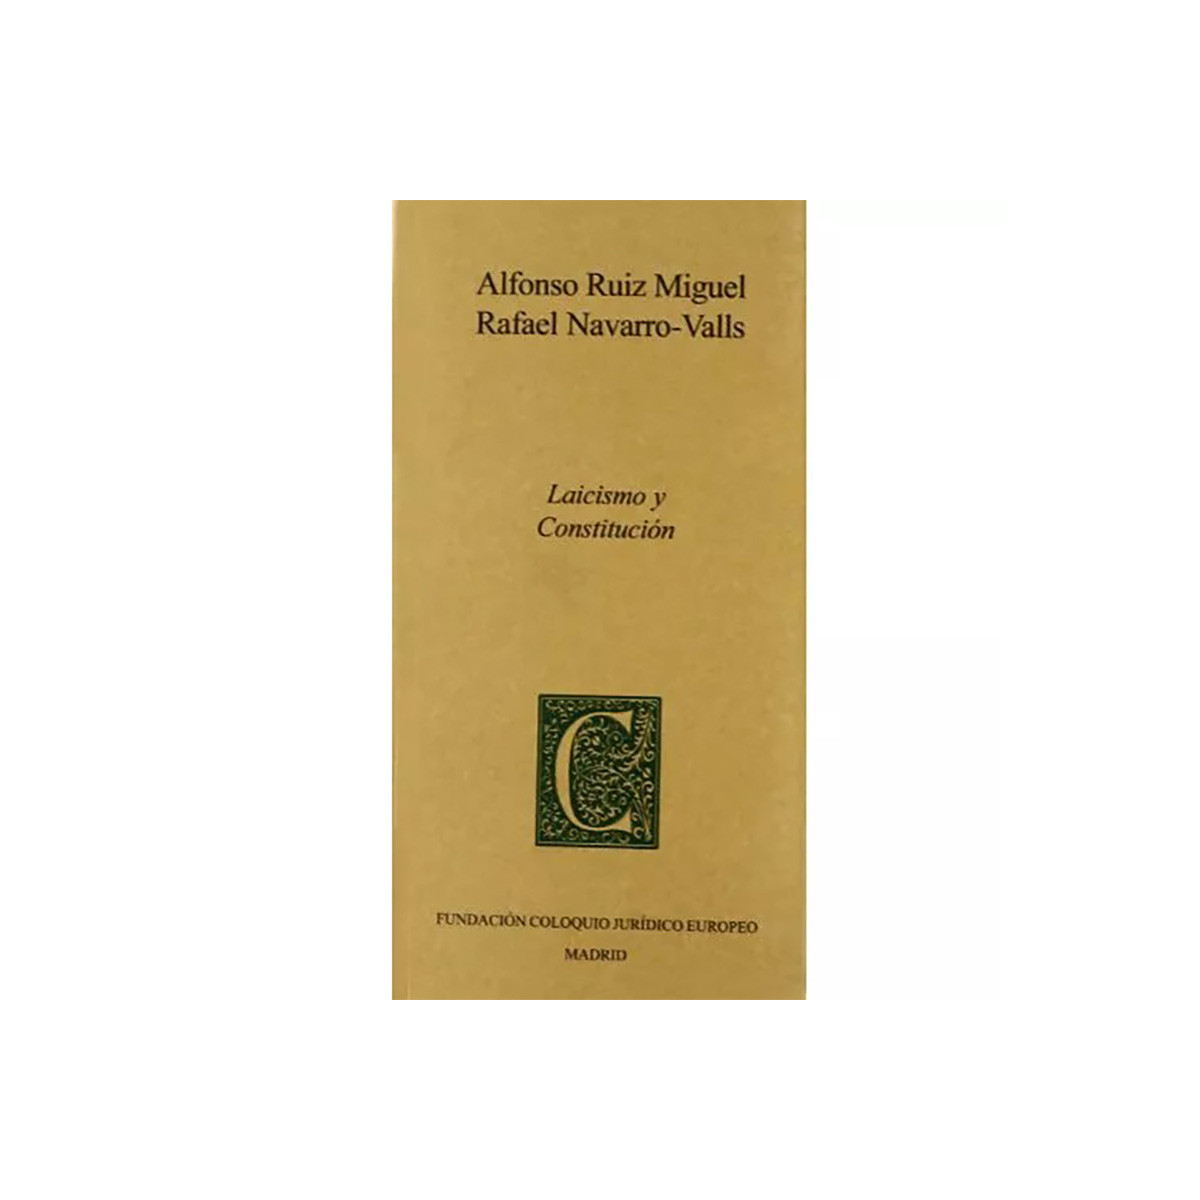 Alfonso Ruiz Miguel
Rafael Navarro-Valls
Laicismo y
Constitución
C
FUNDACIÓN COLOQUIO JURÍDICO EUROPEO
MADRID